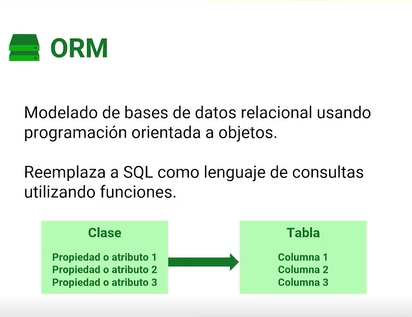 ORM
Modelado de bases de datos relacional usando
programación orientada a objetos.
Reemplaza a SQL como lenguaje de consultas
utilizando funciones.
Clase
Propiedad o atributo 1
Propiedad o atributo 2
Propiedad o atributo 3
Tabla
Columna 1
Columna 2
Columna 3